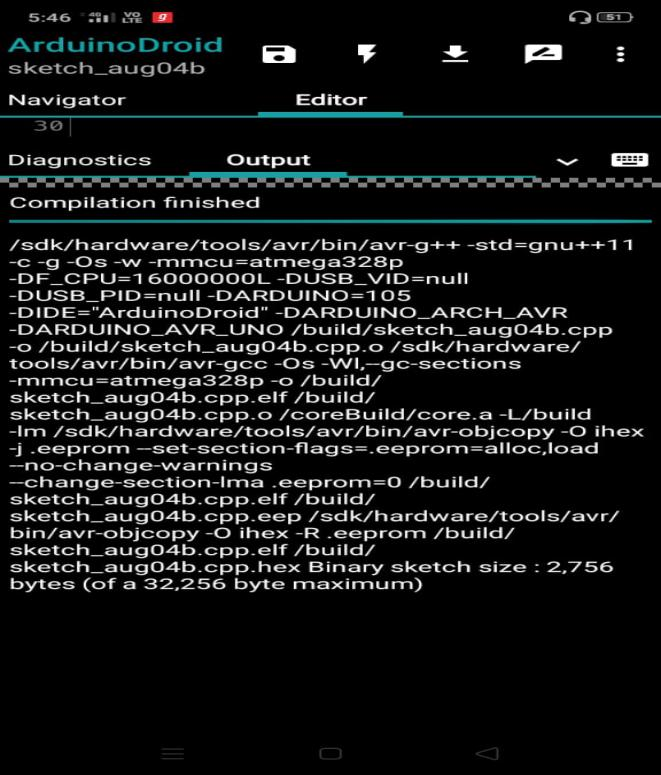 5:46 4G VO LTE g 51
ArduinoDroid
sketch_aug04b
Navigator Editor
30
Diagnostics Output
Compilation finished
/sdk/hardware/tools/avr/bin/avr-g++ -std=gnu++11
-c -g -Os -w -mmcu=atmega328p
-DF_CPU=16000000L -DUSB_VID=null
-DUSB_PID=null -DARDUINO=105
-DIDE="ArduinoDroid" -DARDUINO_ARCH_AVR
-DARDUINO_AVR_UNO /build/sketch_aug04b.cpp
-o /build/sketch_aug04b.cpp.o /sdk/hardware/
tools/avr/bin/avr-gcc -Os -Wl,--gc-sections
-mmcu=atmega328p -o /build/
sketch_aug04b.cpp.elf /build/
sketch_aug04b.cpp.o /coreBuild/core.a -L/build
-lm /sdk/hardware/tools/avr/bin/avr-objcopy -O ihex
-j .eeprom --set-section-flags=.eeprom=alloc,load
--no-change-warnings
--change-section-lma .eeprom=0 /build/
sketch_aug04b.cpp.elf /build/
sketch_aug04b.cpp.eep /sdk/hardware/tools/avr/
bin/avr-objcopy -O ihex -R .eeprom /build/
sketch_aug04b.cpp.elf /build/
sketch_aug04b.cpp.hex Binary sketch size : 2,756
bytes (of a 32,256 byte maximum)